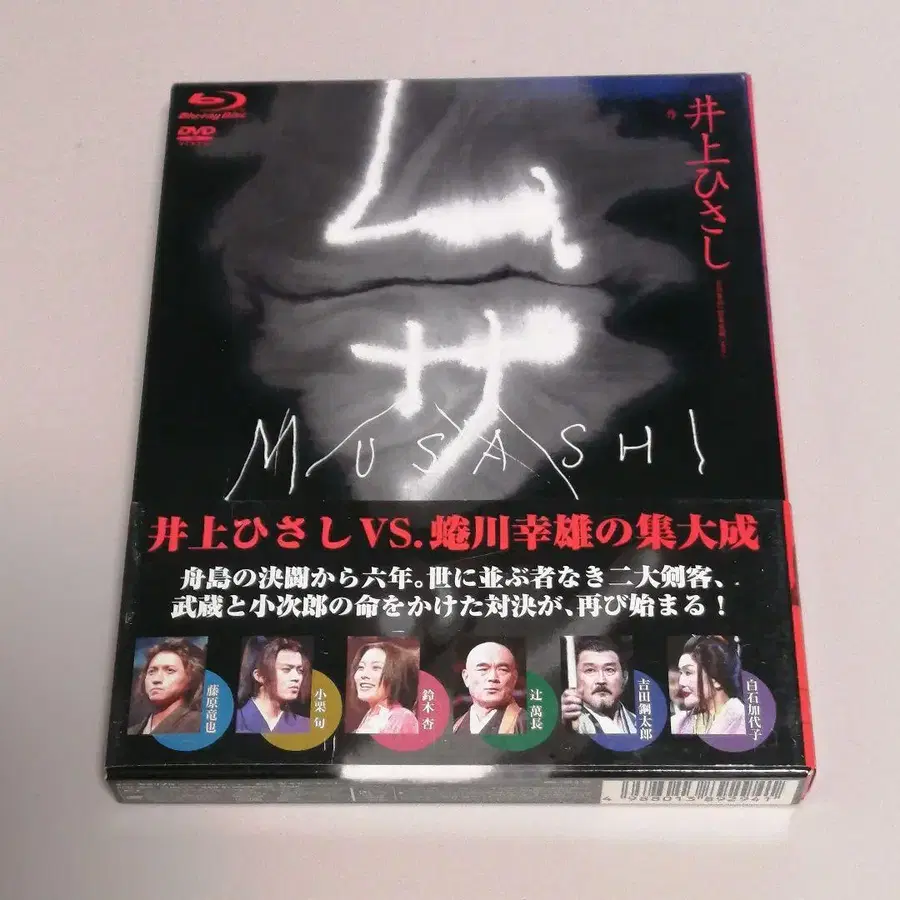 Blu-ray Disc
DVD
井上ひさし
作
ムサ
MUSASHI
井上ひさしVS.蜷川幸雄の集大成
舟島の決闘から六年。世に並ぶ者なき二大剣客、
武蔵と小次郎の命をかけた対決が、再び始まる!
藤原竜也
小栗 旬
鈴木 杏
辻 萬長
吉田鋼太郎
白石加代子
4 988013 892941